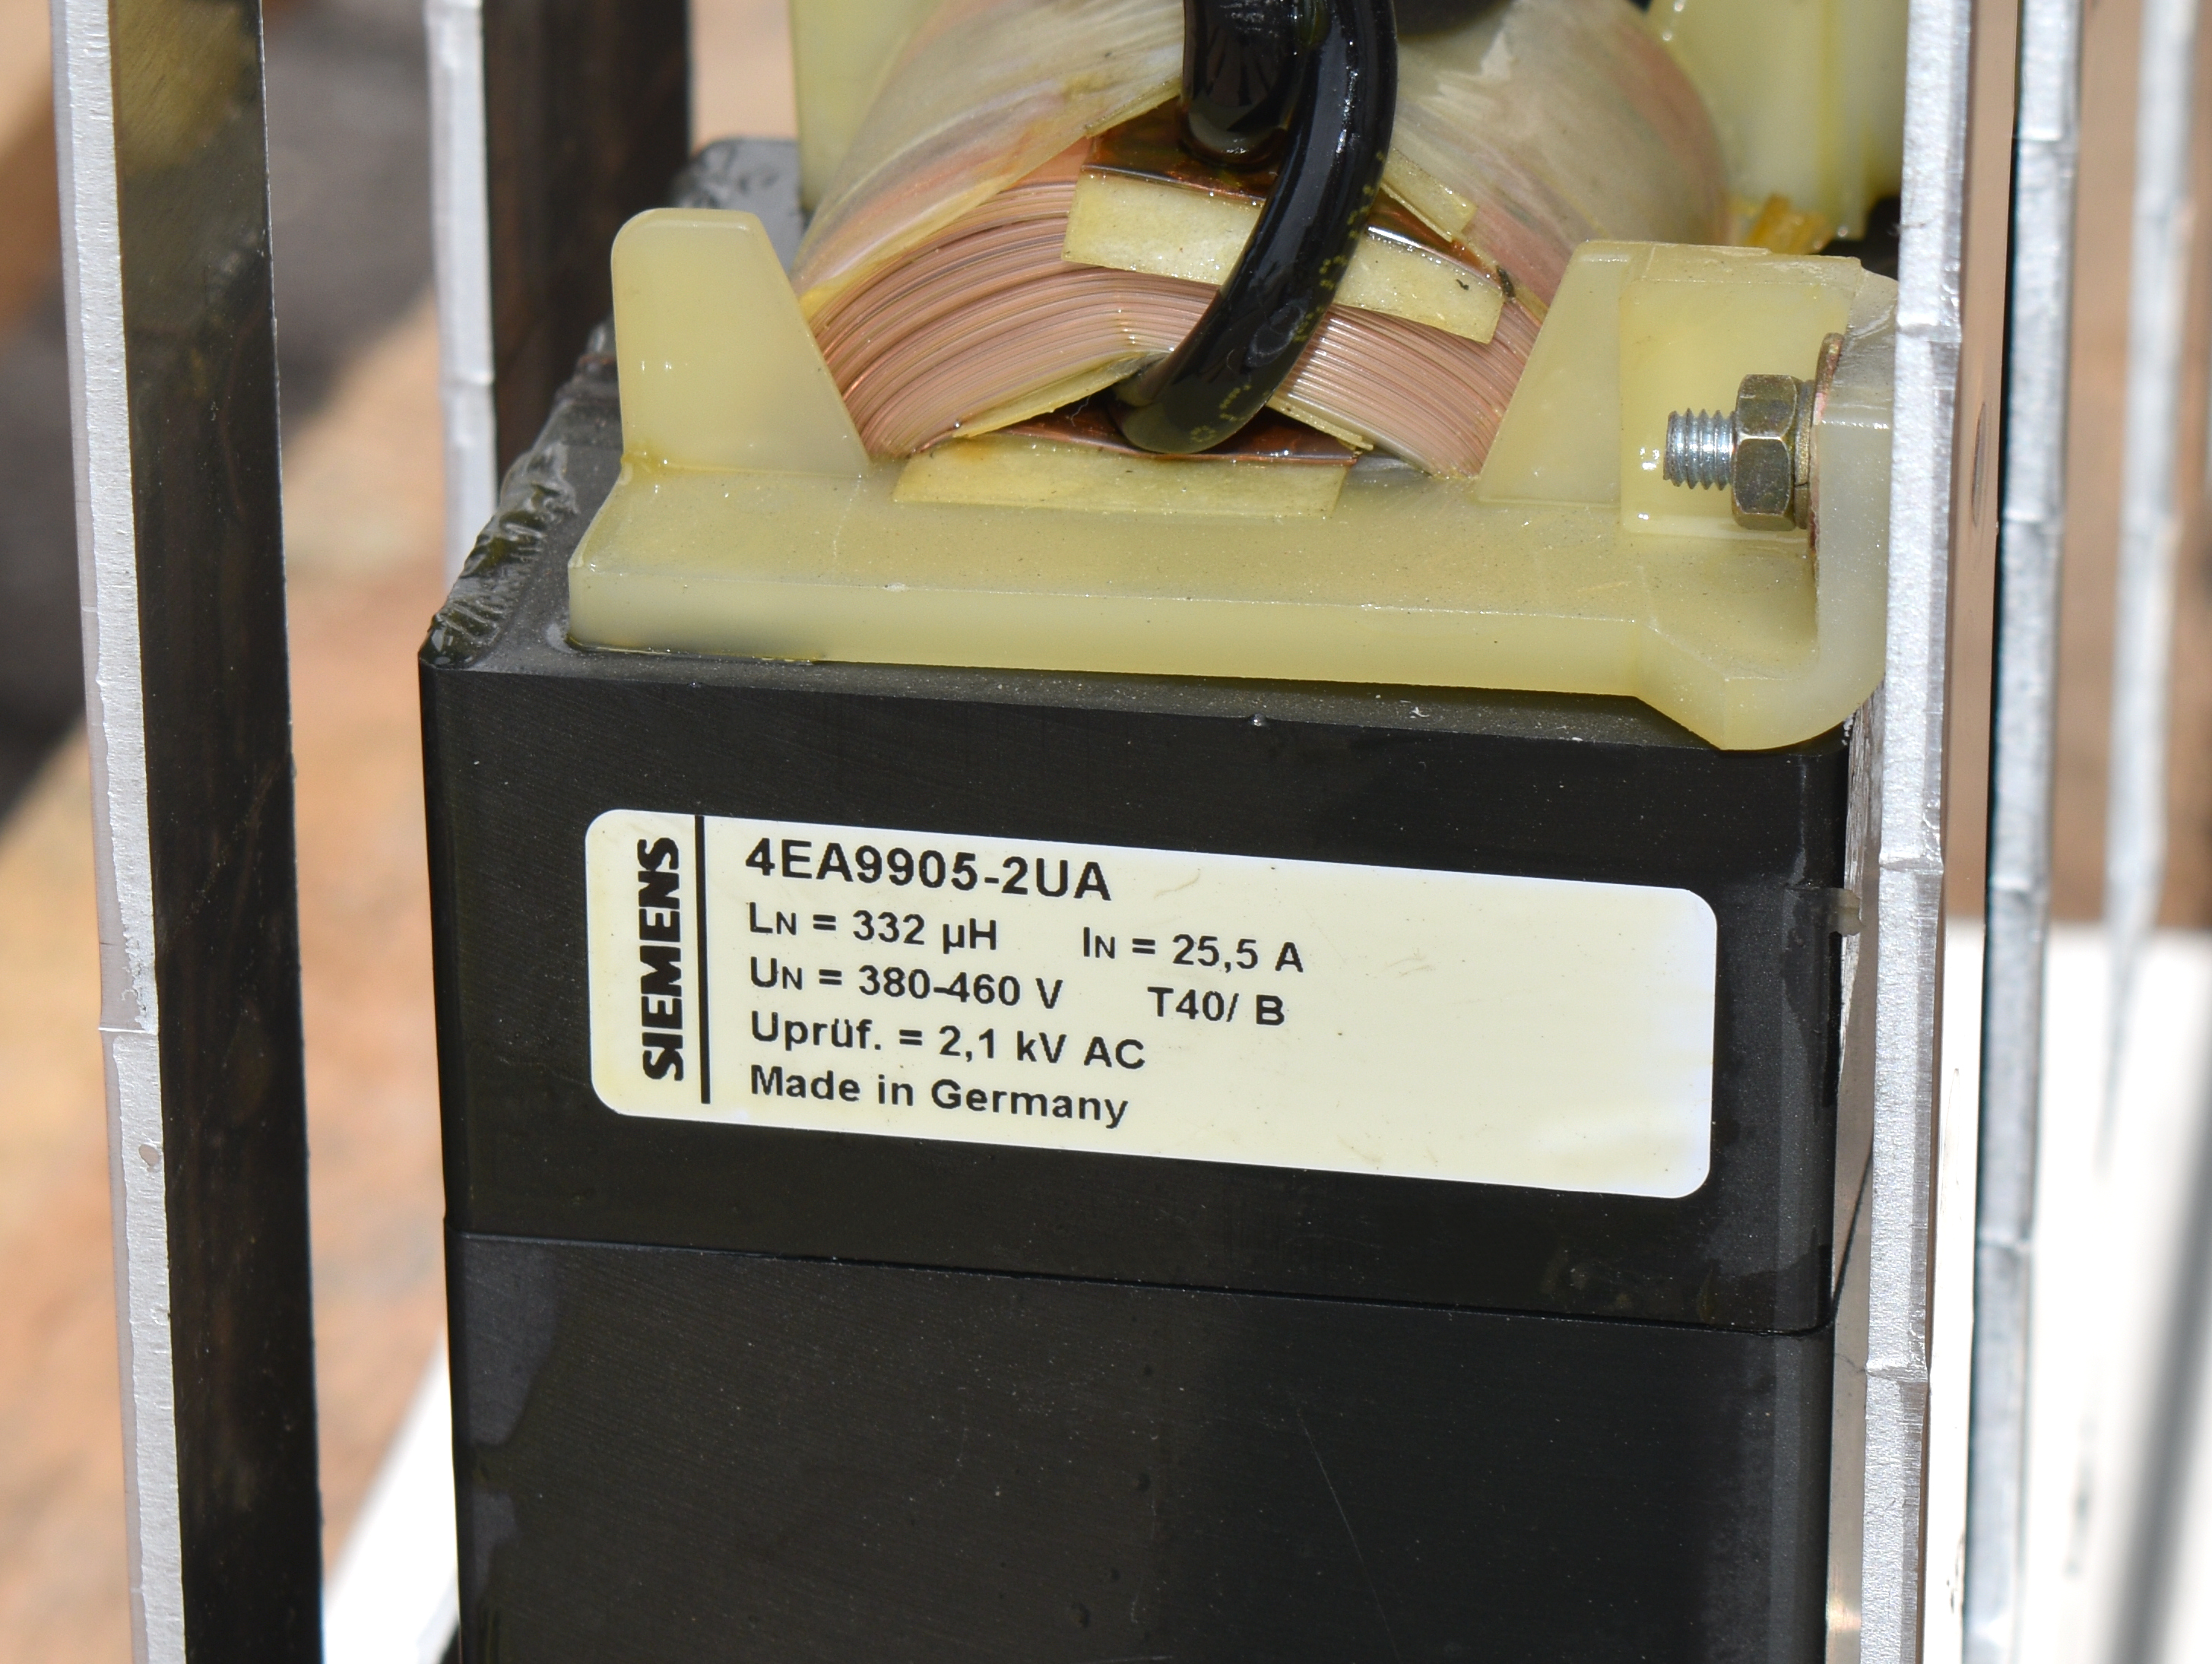 SIEMENS
4EA9905-2UA
LN = 332 µH IN = 25,5 A
UN = 380-460 V T40/ B
Uprüf. = 2,1 kV AC
Made in Germany